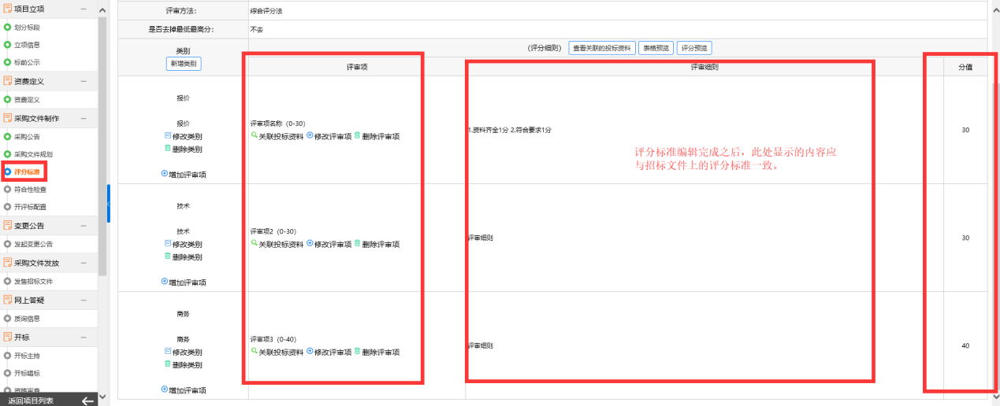 项目立项
划分标段
立项信息
标前公示
资费定义
资费定义
采购文件制作
采购公告
采购文件规划
评分标准
符合性检查
开评标配置
变更公告
发起变更公告
采购文件发放
发售招标文件
网上答疑
质询信息
开标
开标主持
开标唱标
资格审查
返回项目列表
评审方法： 综合评分法
是否去掉最低最高分： 不去
类别
新增类别
(评分细则) 查看关联的投标资料 表格预览 评分预览
评审项 评审细则 分值
报价
报价
修改类别
删除类别
增加评审项
评审项名称（0-30）
关联投标资料 修改评审项 删除评审项
1.资料齐全1分 2.符合要求1分
30
评分标准编辑完成之后，此处显示的内容应
与招标文件上的评分标准一致。
技术
技术
修改类别
删除类别
增加评审项
评审项2（0-30）
关联投标资料 修改评审项 删除评审项
评审细则
30
商务
商务
修改类别
删除类别
增加评审项
评审项3（0-40）
关联投标资料 修改评审项 删除评审项
评审细则
40